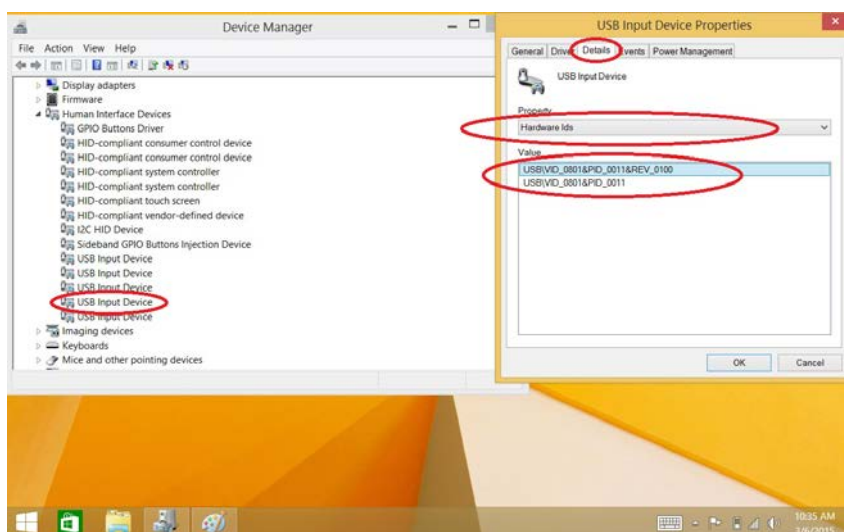 Device Manager
File Action View Help
Display adapters
Firmware
Human Interface Devices
GPIO Buttons Driver
HID-compliant consumer control device
HID-compliant consumer control device
HID-compliant system controller
HID-compliant system controller
HID-compliant touch screen
HID-compliant vendor-defined device
I2C HID Device
Sideband GPIO Buttons Injection Device
USB Input Device
USB Input Device
USB Input Device
USB Input Device
USB Input Device
Imaging devices
Keyboards
Mice and other pointing devices
USB Input Device Properties
General Driver Details Events Power Management
USB Input Device
Property
Hardware Ids
Value
USB\VID_0801&PID_0011&REV_0100
USB\VID_0801&PID_0011
OK Cancel
10:35 AM
3/6/2015